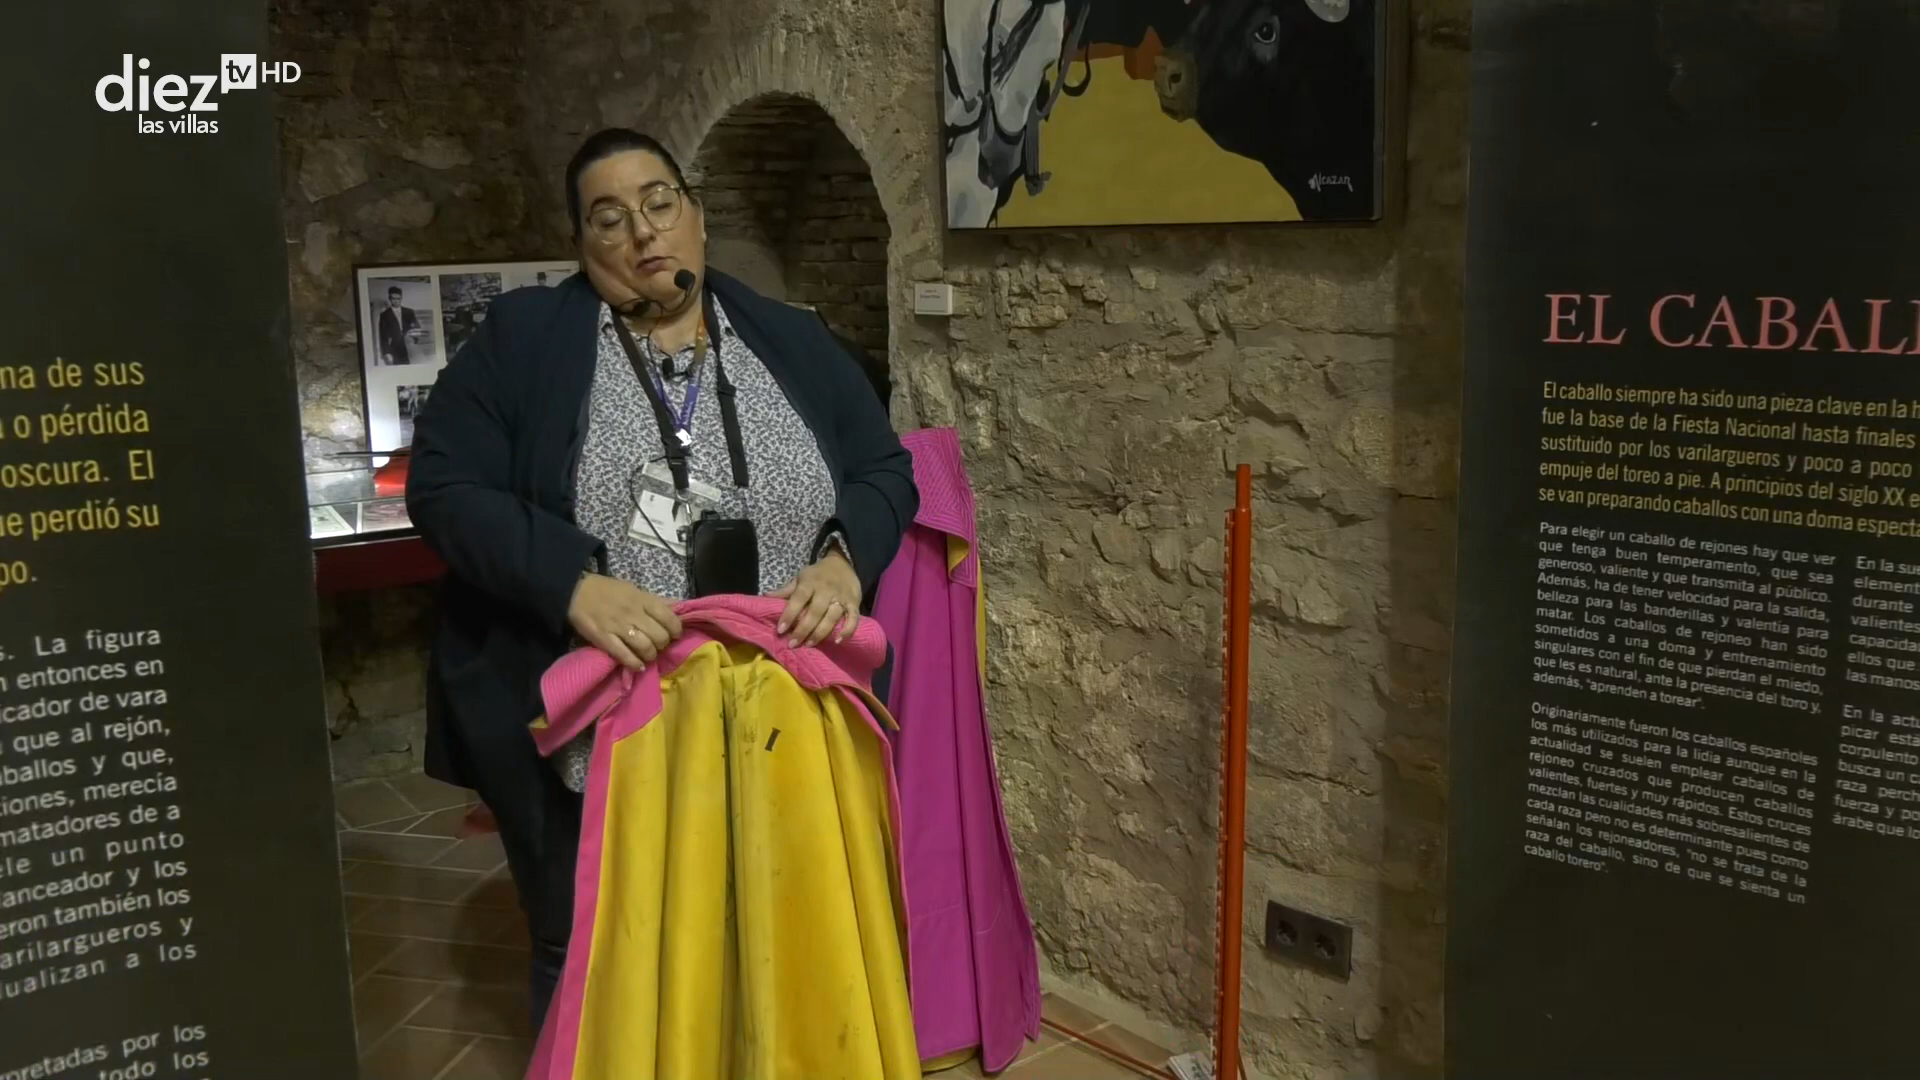 diez tv HD
las villas
na de sus
o pérdida
oscura. El
ue perdió su
po.
s. La figura
n entonces en
icador de vara
que al rejón,
aballos y que,
ciones, merecía
matadores de a
ele un punto
lanceador y los
eron también los
varilargueros y
dualizan a los
rpretadas por los
todo los
ALCAZAR
EL CABALL
El caballo siempre ha sido una pieza clave en la h
fue la base de la Fiesta Nacional hasta finales
sustituido por los varilargueros y poco a poco
empuje del toreo a pie. A principios del siglo XX e
se van preparando caballos con una doma especta
Para elegir un caballo de rejones hay que ver
que tenga buen temperamento, que sea
generoso, valiente y que transmita al público.
Además, ha de tener velocidad para la salida,
belleza para las banderillas y valentía para
matar. Los caballos de rejoneo han sido
sometidos a una doma y entrenamiento
singulares con el fin de que pierdan el miedo,
que les es natural, ante la presencia del toro y,
además, "aprenden a torear".
Originariamente fueron los caballos españoles
los más utilizados para la lidia aunque en la
actualidad se suelen emplear caballos de
rejoneo cruzados que producen caballos
valientes, fuertes y muy rápidos. Estos cruces
mezclan las cualidades más sobresalientes de
cada raza pero no es determinante pues como
señalan los rejoneadores, "no se trata de la
raza del caballo, sino de que se sienta un
caballo torero".
En la sue
element
durante
valientes
capacida
ellos que
las manos
En la actu
picar está
corpulento
busca un c
raza perch
fuerza y po
árabe que lo